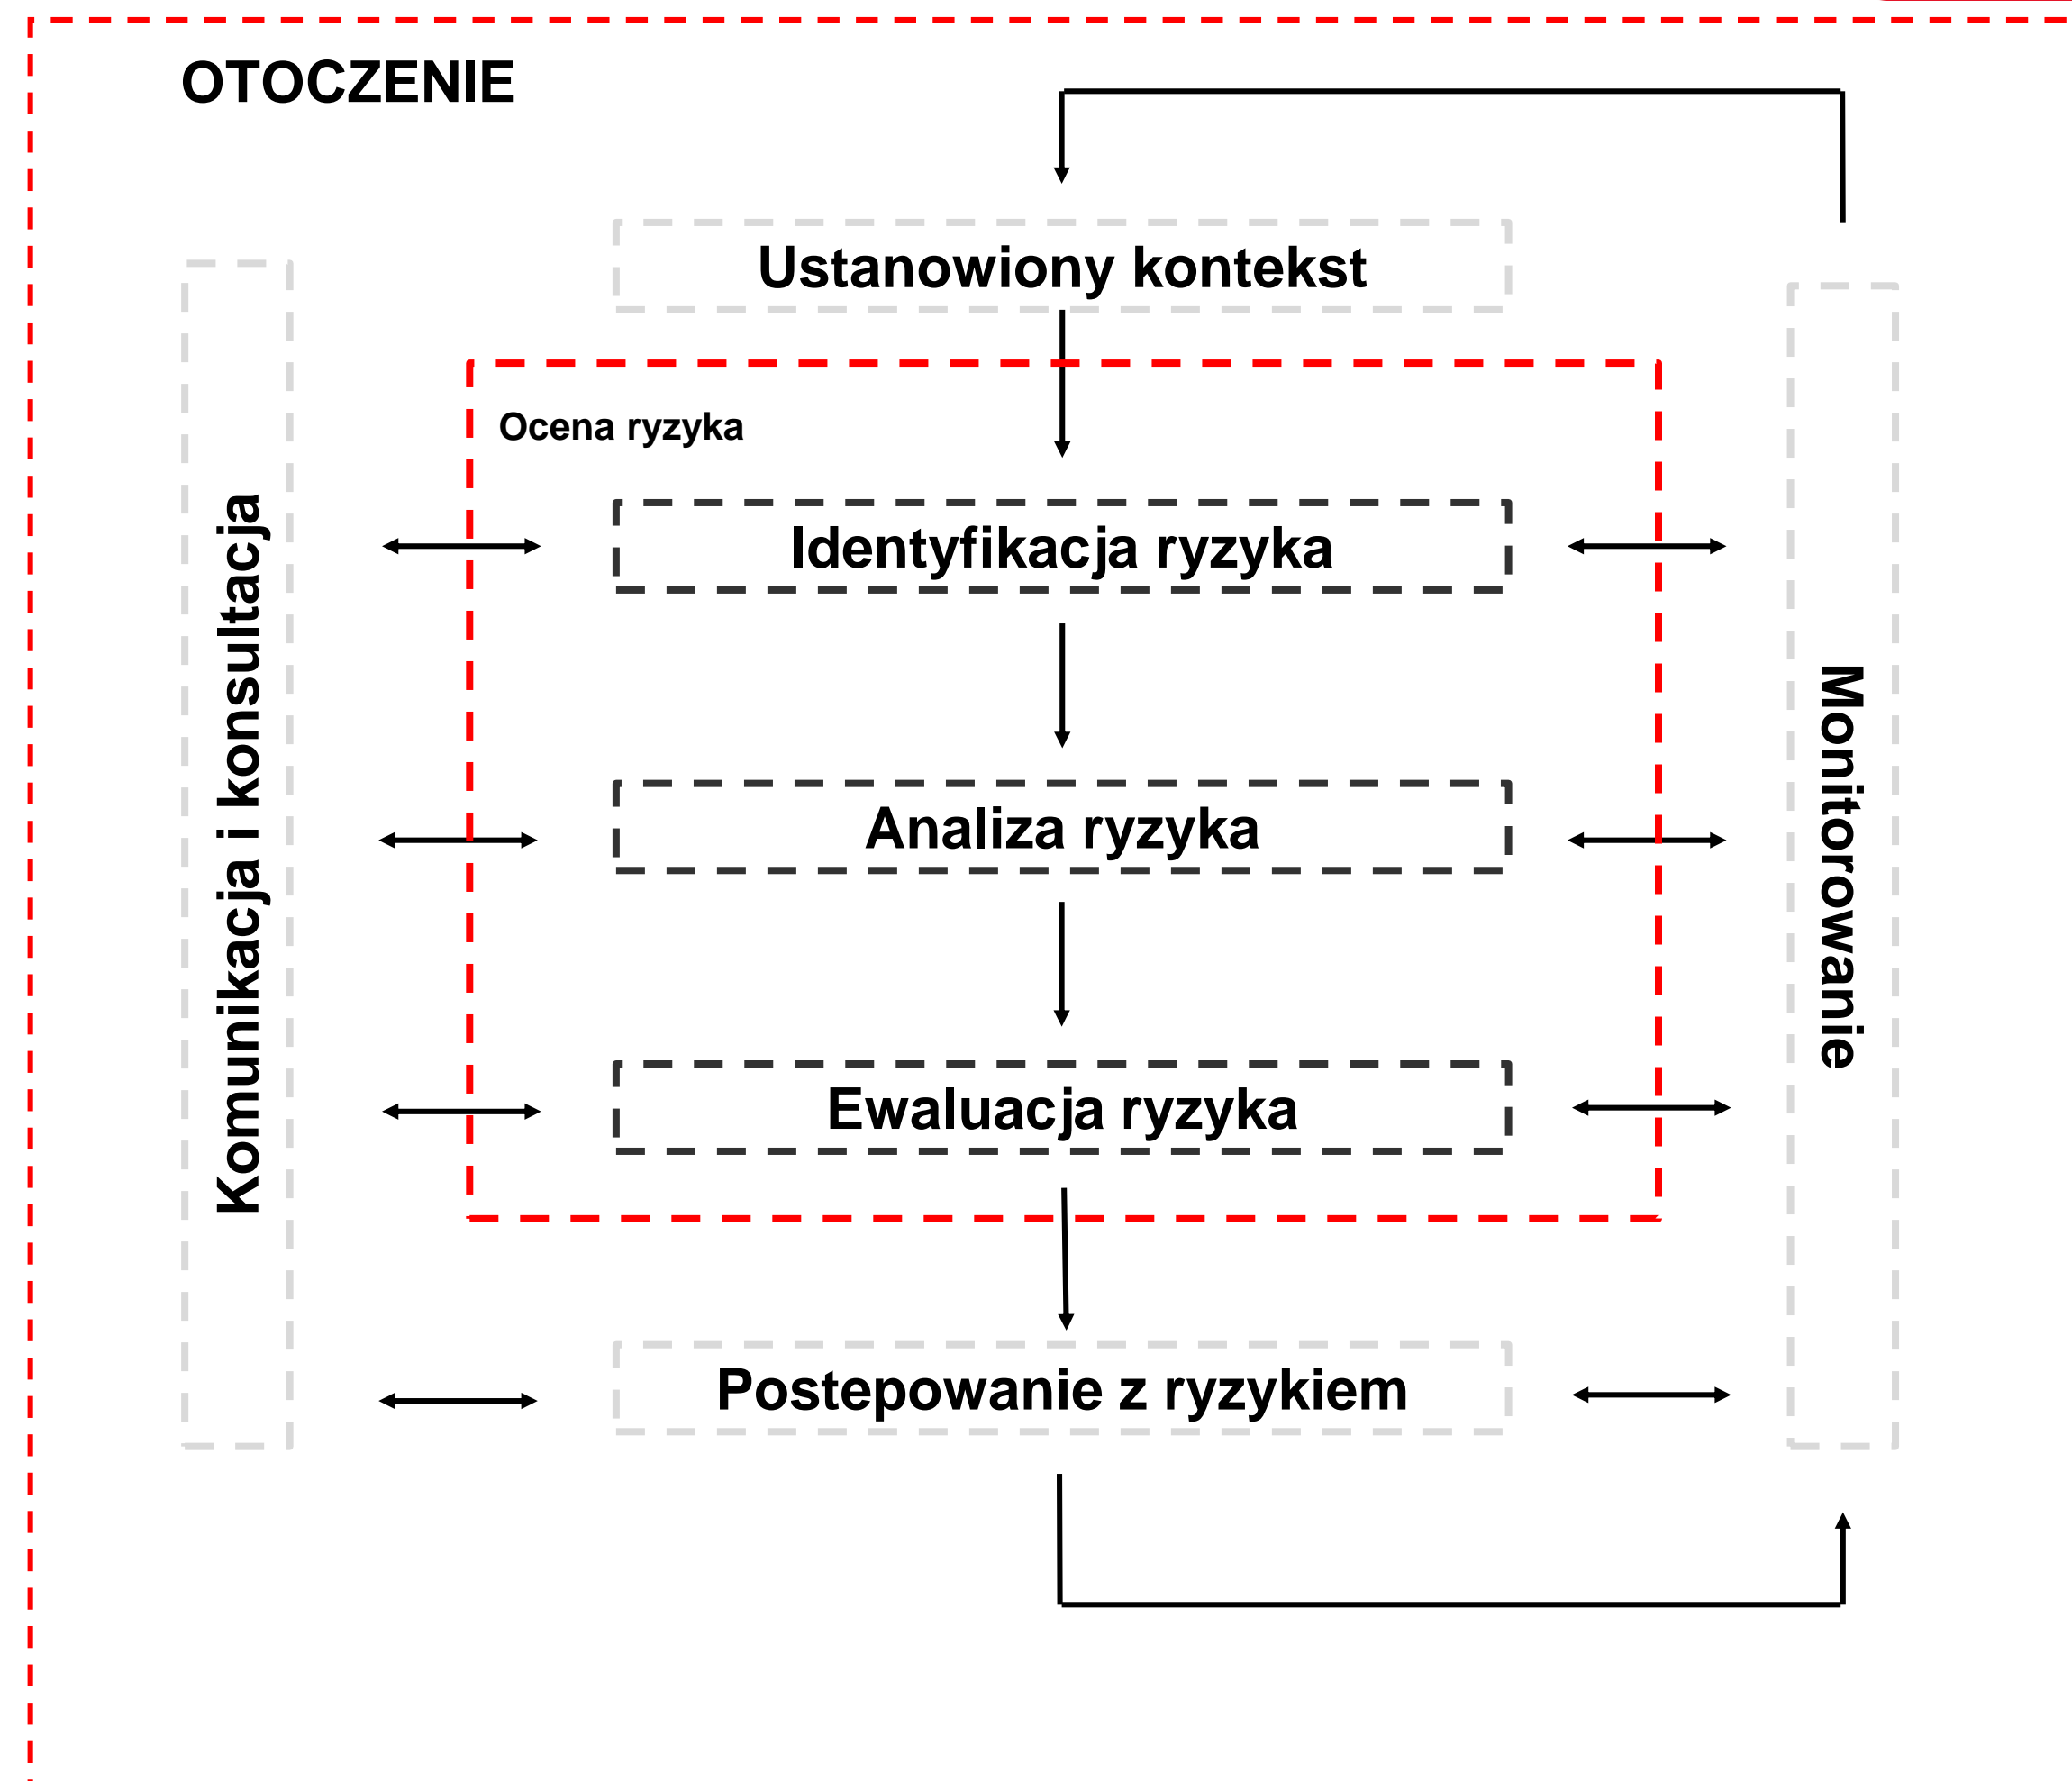 OTOCZENIE
Ustanowiony kontekst
Ocena ryzyka
Identyfikacja ryzyka
Analiza ryzyka
Ewaluacja ryzyka
Postepowanie z ryzykiem
Komunikacja i konsultacja
Monitorowanie